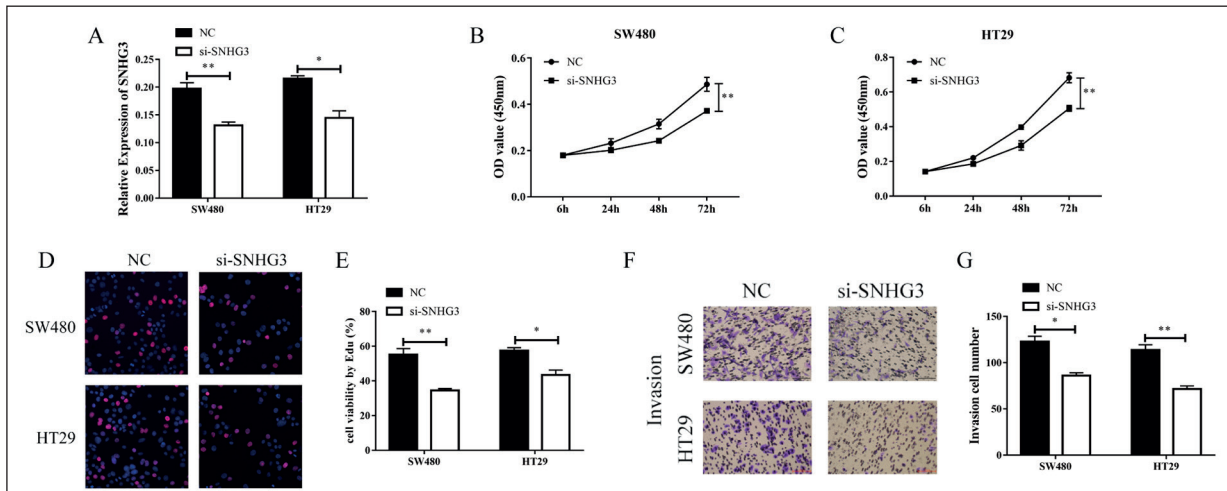 A
NC
si-SNHG3
Relative Expression of SNHG3
0.25
0.20
0.15
0.10
0.05
0.00
**
*
SW480
HT29
B
SW480
NC
si-SNHG3
OD value (450nm)
0.6
0.4
0.2
0.0
**
6h
24h
48h
72h
C
HT29
NC
si-SNHG3
OD value (450nm)
0.8
0.6
0.4
0.2
0.0
**
6h
24h
48h
72h
D
NC
si-SNHG3
SW480
HT29
E
NC
si-SNHG3
cell viability by Edu (%)
80
60
40
20
0
**
*
SW480
HT29
F
NC
si-SNHG3
Invasion
SW480
HT29
G
NC
si-SNHG3
Invasion cell number
150
100
50
0
*
**
SW480
HT29